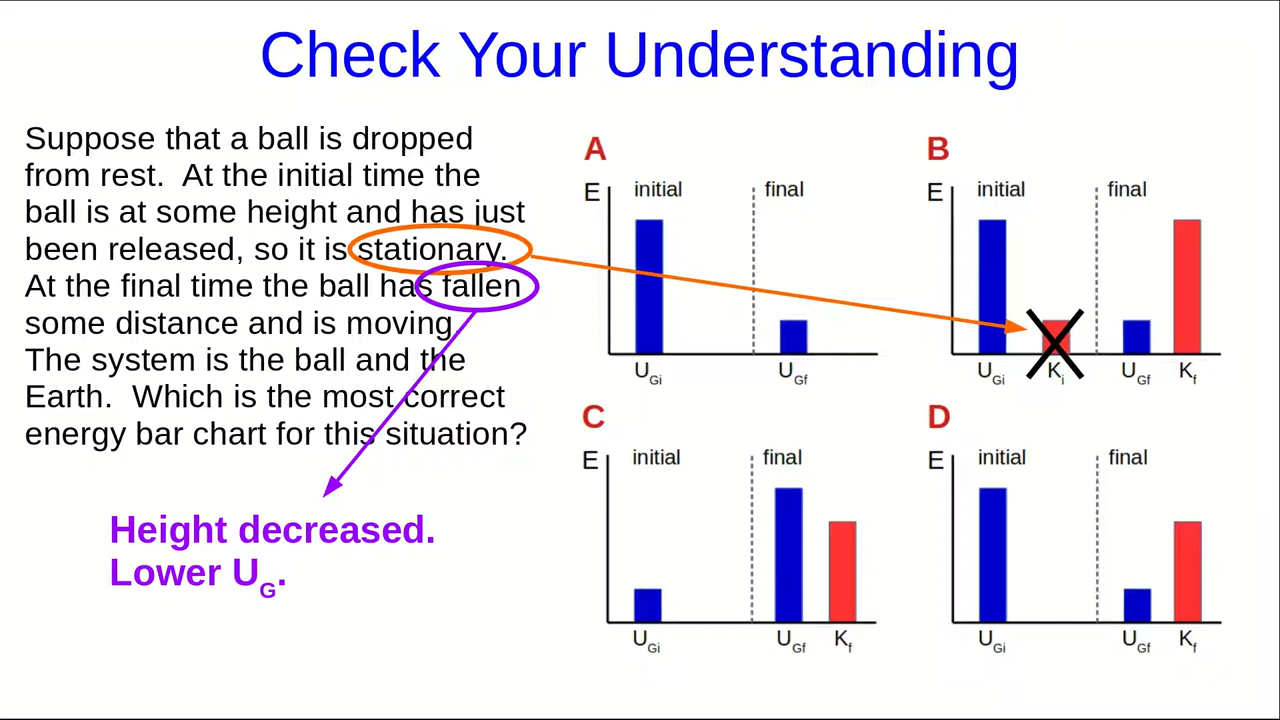 Check Your Understanding
Suppose that a ball is dropped
from rest.  At the initial time the
ball is at some height and has just
been released, so it is stationary.
At the final time the ball has fallen
some distance and is moving.
The system is the ball and the
Earth.  Which is the most correct
energy bar chart for this situation?
Height decreased.
Lower UG.
A
E initial final
UGi UGf
B
E initial final
UGi Ki UGf Kf
C
E initial final
UGi UGf Kf
D
E initial final
UGi UGf Kf